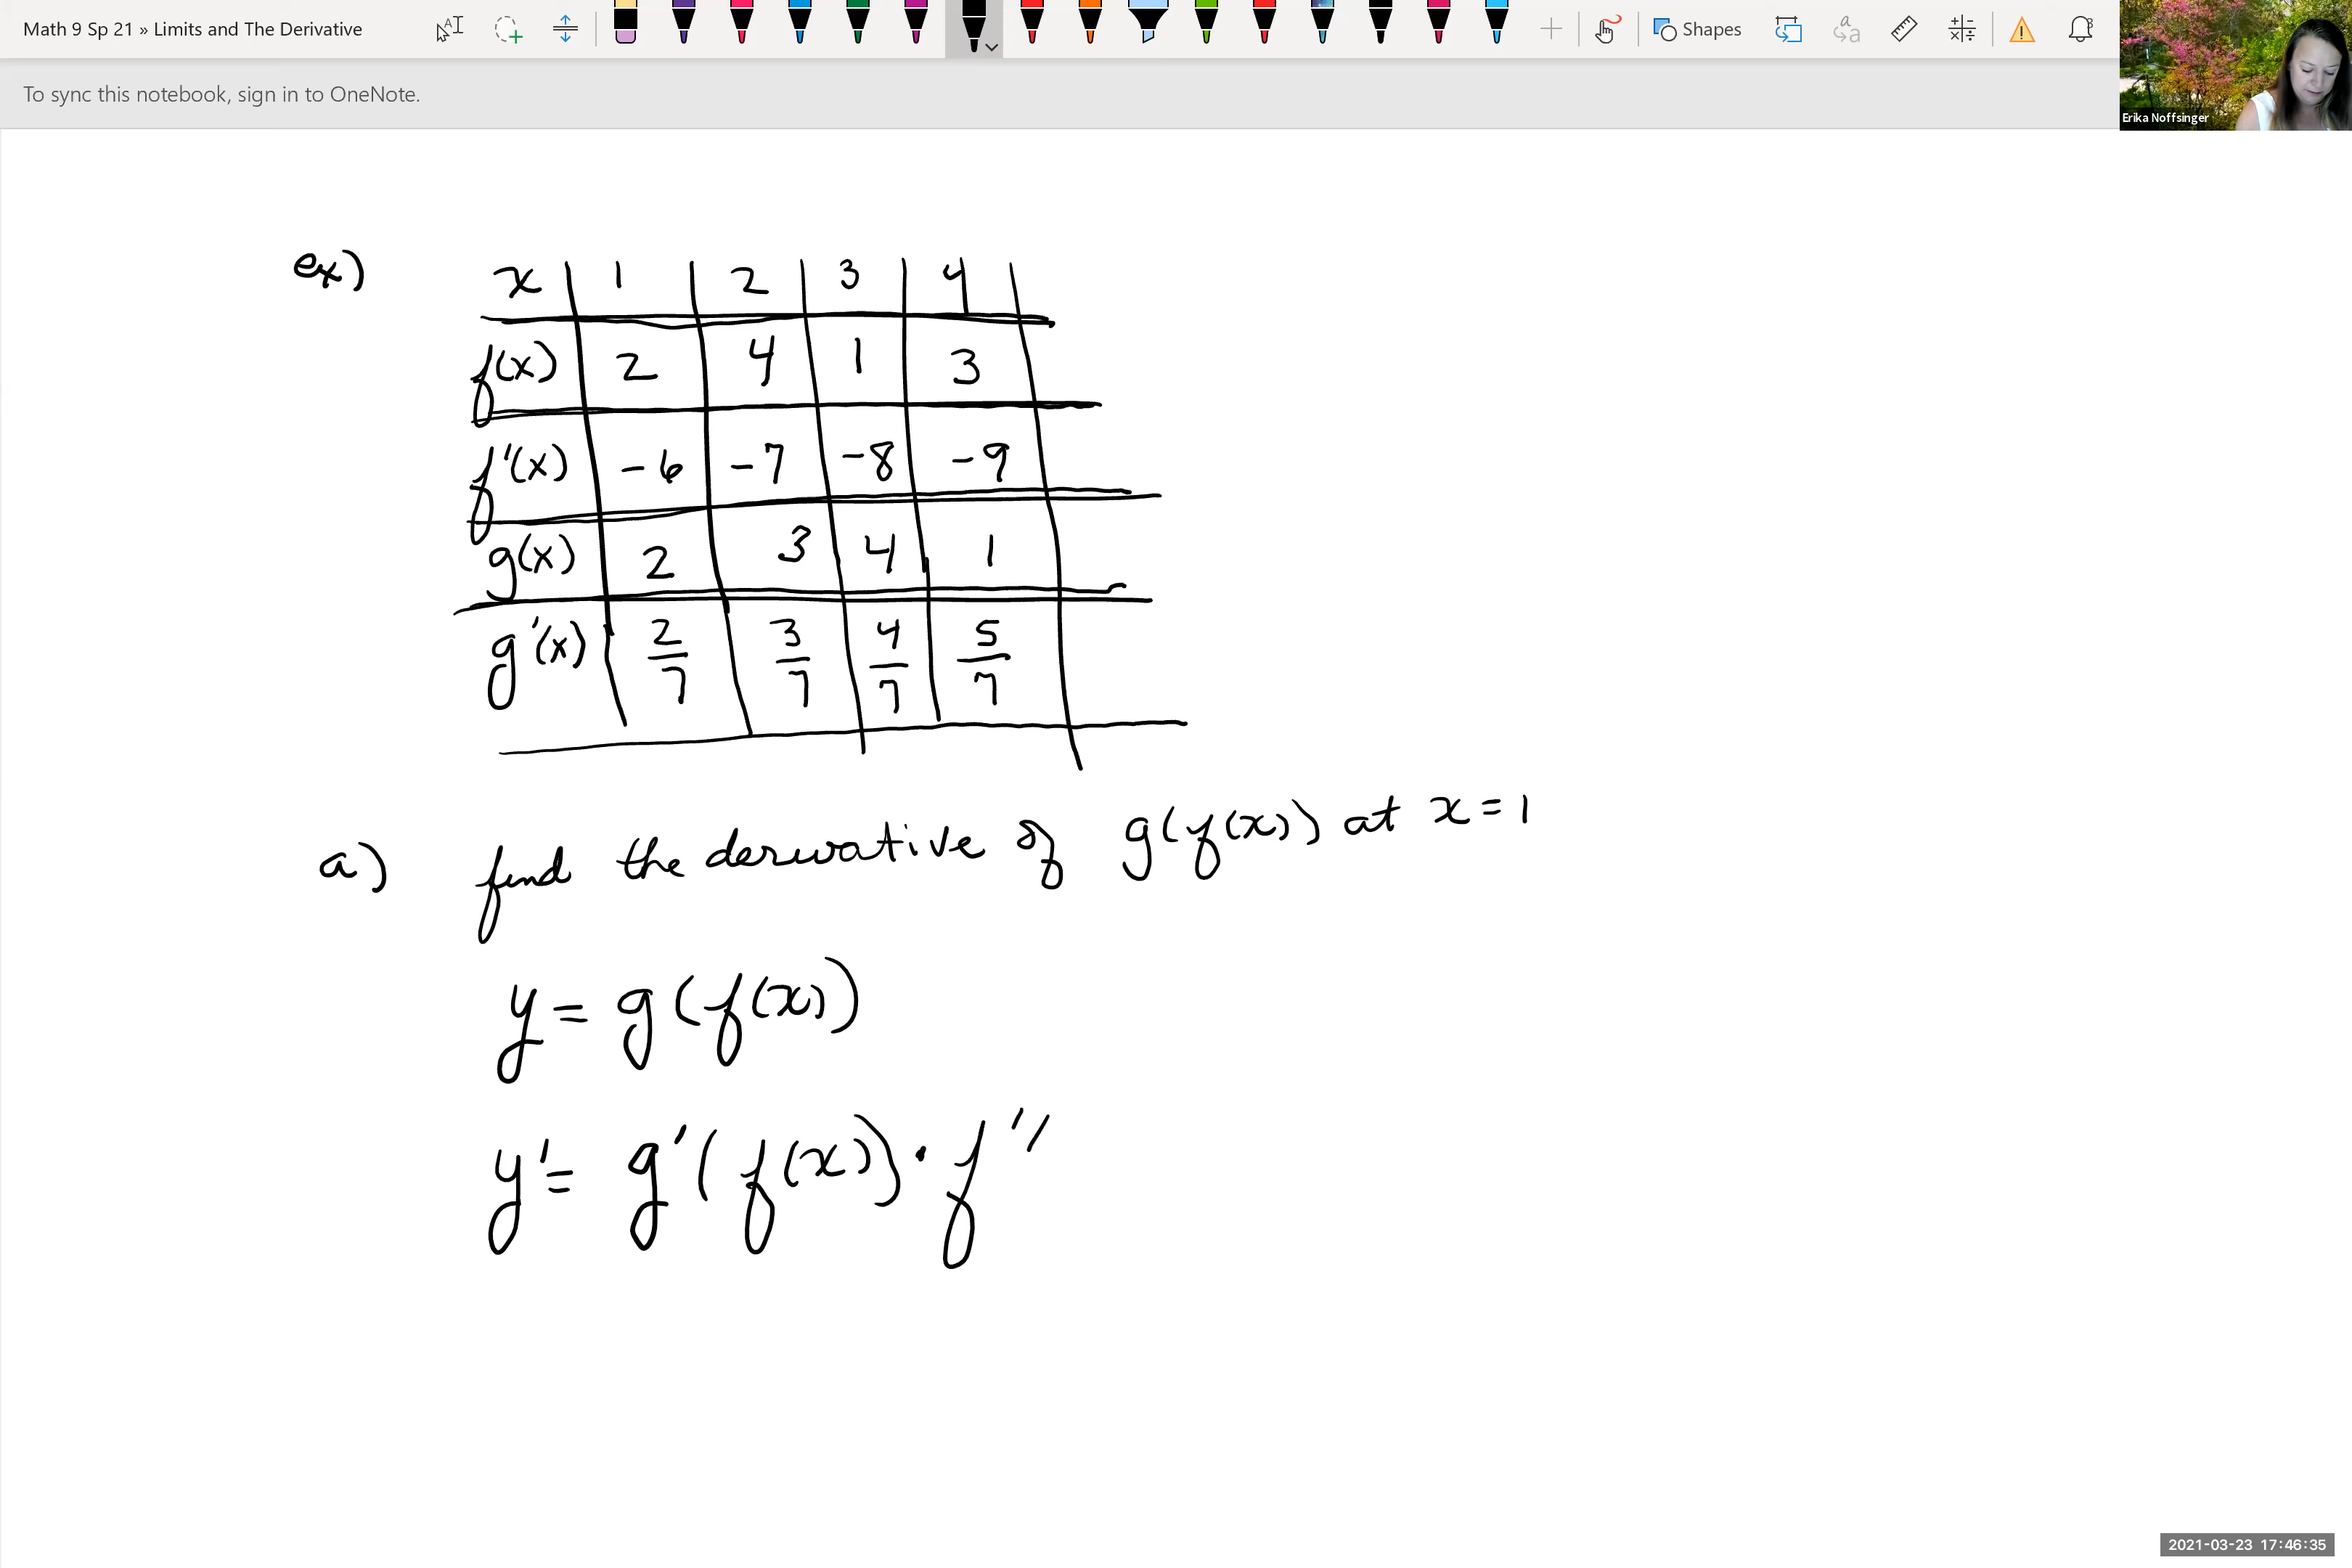 Math 9 Sp 21 » Limits and The Derivative
Shapes
To sync this notebook, sign in to OneNote.
Erika Noffsinger
ex)
x 1 2 3 4
f(x) 2 4 1 3
f'(x) -6 -7 -8 -9
g(x) 2 3 4 1
g'(x) 2/7 3/7 4/7 5/7
a) find the derivative of g(f(x)) at x = 1
y = g(f(x))
y' = g'(f(x)) · f'/
2021-03-23 17:46:35